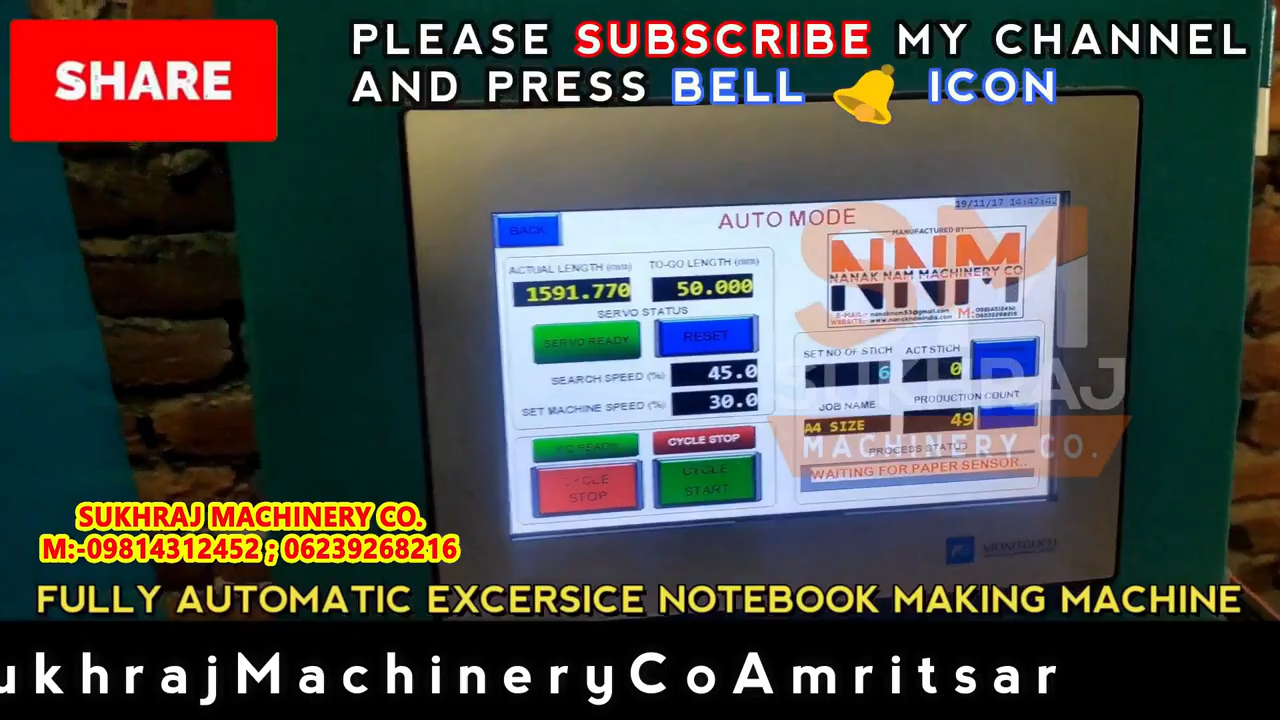 SHARE
PLEASE SUBSCRIBE MY CHANNEL
AND PRESS BELL 🔔 ICON
19/11/17 14:47:42
BACK
AUTO MODE
MANUFACTURED BY
NNM
NANAK NAM MACHINERY CO
ACTUAL LENGTH (mm)
TO-GO LENGTH (mm)
1591.770
50.000
SERVO STATUS
SERVO READY
RESET
SEARCH SPEED (%)
45.0
SET MACHINE SPEED (%)
30.0
CYCLE STOP
CYCLE
STOP
CYCLE
START
SET NO OF STICH
ACT STICH
6
0
JOB NAME
PRODUCTION COUNT
A4 SIZE
49
PROCESS STATUS
WAITING FOR PAPER SENSOR..
SM
SUKHRAJ
MACHINERY CO.
MONITOUCH
SUKHRAJ MACHINERY CO.
M:-09814312452 ; 06239268216
FULLY AUTOMATIC EXCERSICE NOTEBOOK MAKING MACHINE
ukhrajMachineryCoAmritsar